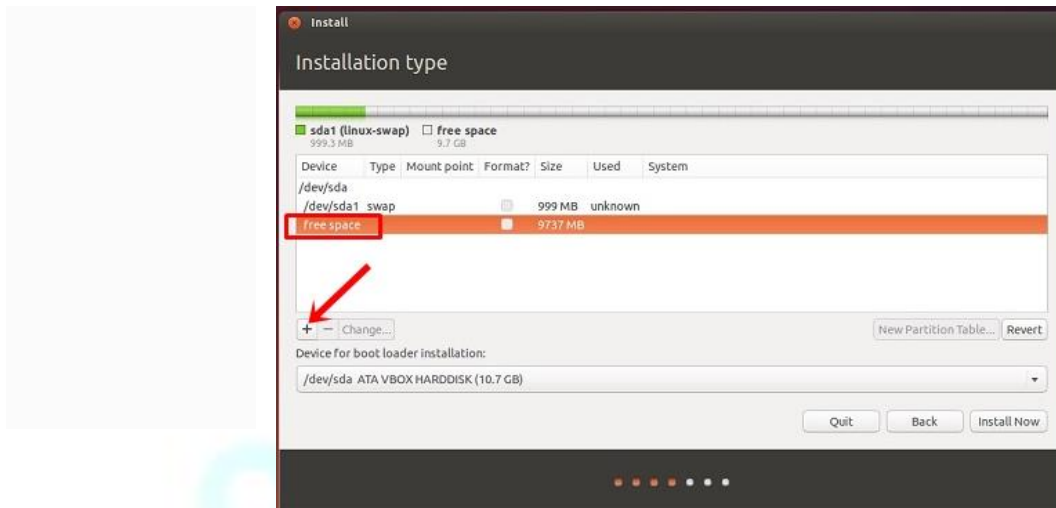 Install
Installation type
sda1 (linux-swap) free space
999.3 MB 9.7 GB
Device Type Mount point Format? Size Used System
/dev/sda
/dev/sda1 swap 999 MB unknown
free space 9737 MB
+ − Change... New Partition Table... Revert
Device for boot loader installation:
/dev/sda ATA VBOX HARDDISK (10.7 GB)
Quit Back Install Now